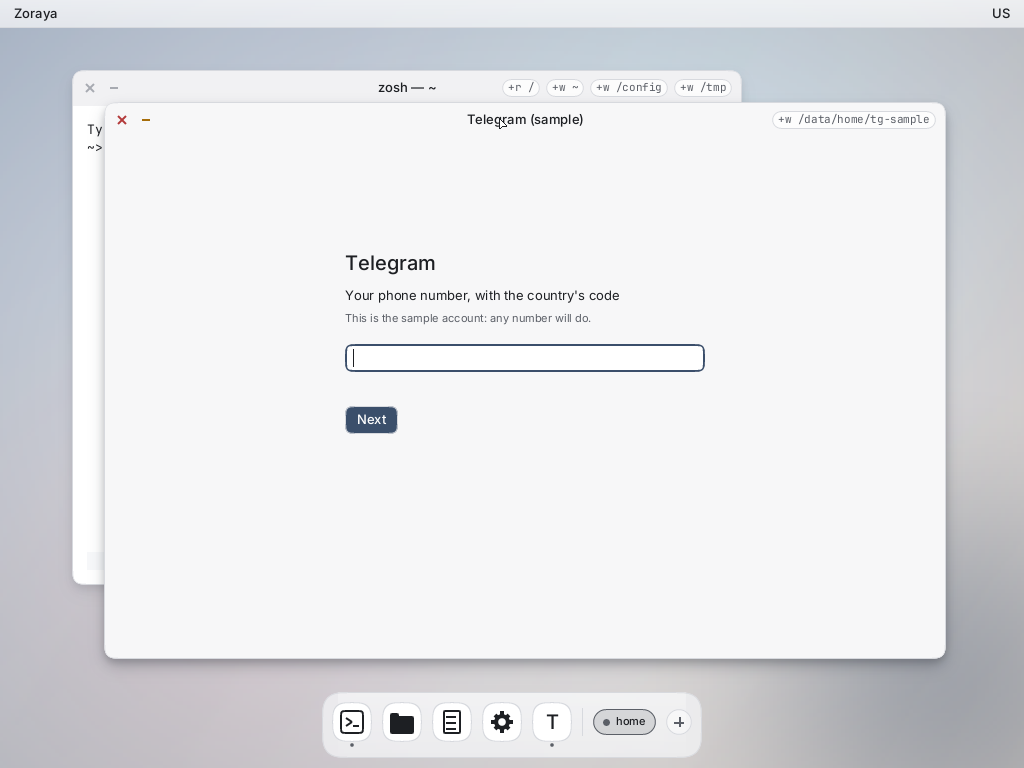 Zoraya
US
zosh — ~
+r /
+w ~
+w /config
+w /tmp
Telegram (sample)
+w /data/home/tg-sample
Ty
~>
Telegram
Your phone number, with the country's code
This is the sample account: any number will do.
Next
T
home